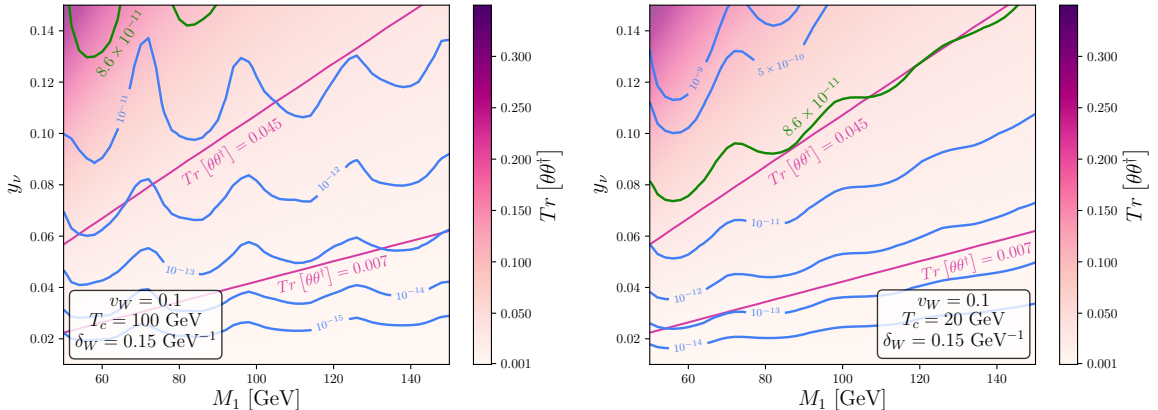 0.14
0.12
0.10
0.08
0.06
0.04
0.02
y_ν
60 80 100 120 140
M_1 [GeV]
8.6 × 10^{−11}
10^{−11}
10^{−12}
10^{−13}
10^{−14}
10^{−15}
Tr [θθ^†] = 0.045
Tr [θθ^†] = 0.007
v_W = 0.1
T_c = 100 GeV
δ_W = 0.15 GeV^{−1}
0.300
0.250
0.200
0.150
0.100
0.050
0.001
Tr [θθ^†]
0.14
0.12
0.10
0.08
0.06
0.04
0.02
y_ν
60 80 100 120 140
M_1 [GeV]
10^{−9}
5 × 10^{−10}
8.6 × 10^{−11}
10^{−11}
10^{−12}
10^{−13}
10^{−14}
Tr [θθ^†] = 0.045
Tr [θθ^†] = 0.007
v_W = 0.1
T_c = 20 GeV
δ_W = 0.15 GeV^{−1}
0.300
0.250
0.200
0.150
0.100
0.050
0.001
Tr [θθ^†]